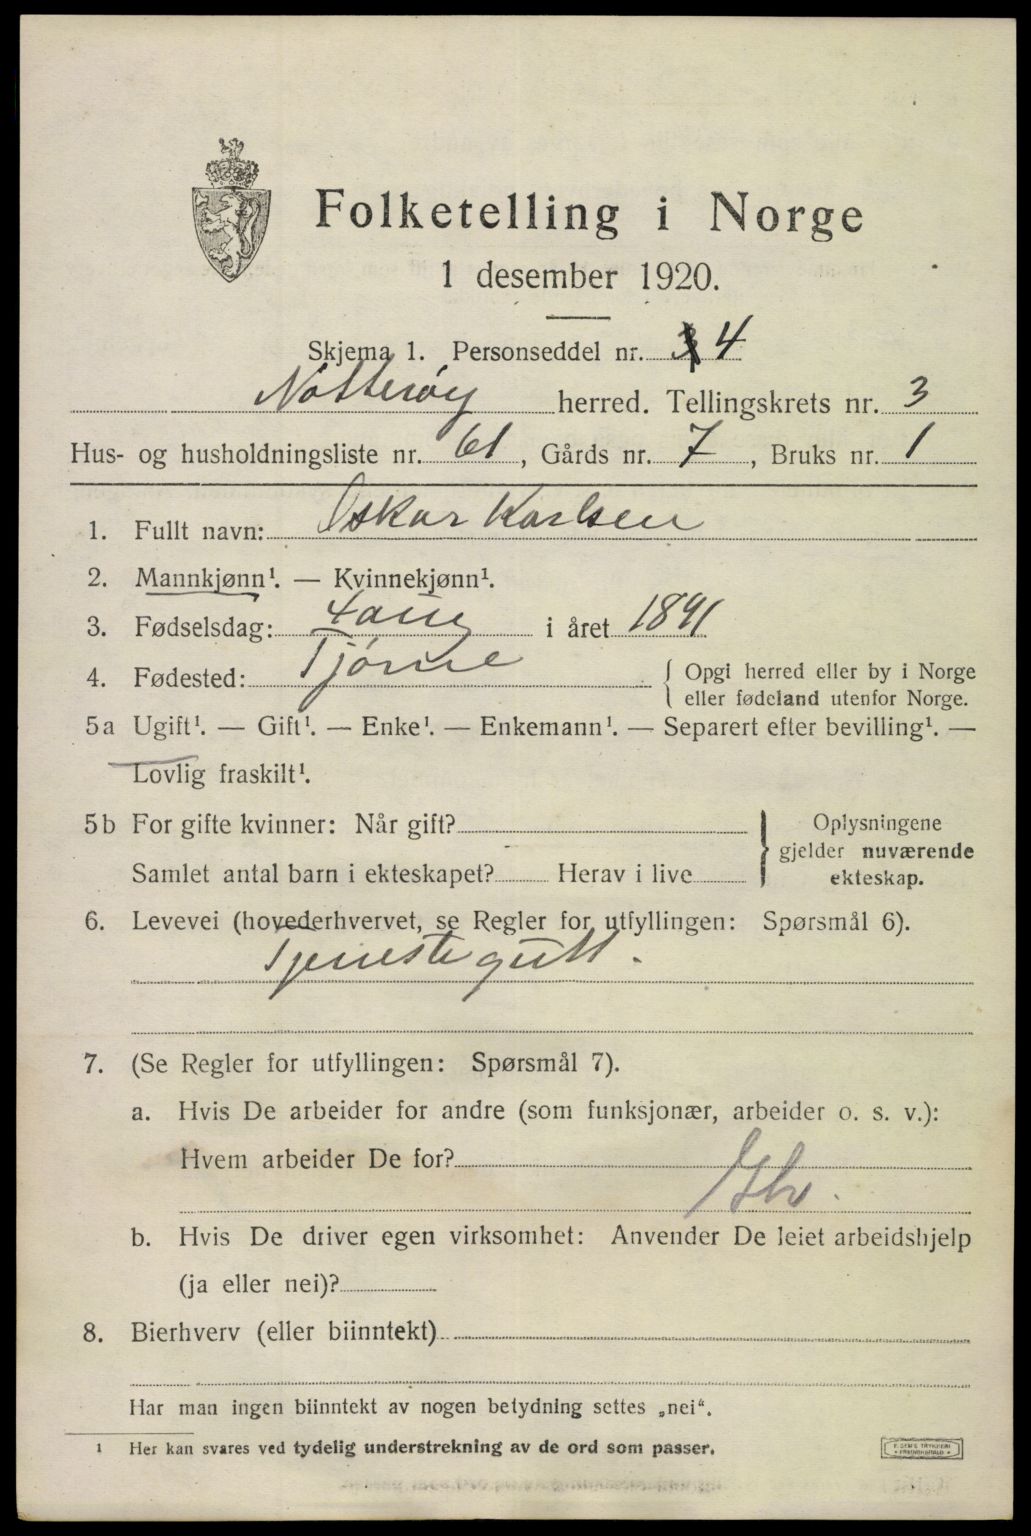 Folketelling i Norge
1 desember 1920.
Skjema 1. Personseddel nr. 3 4
Nøtterøy herred. Tellingskrets nr. 3
Hus- og husholdningsliste nr. 61, Gårds nr. 7, Bruks nr. 1
1. Fullt navn: Oskar Karlsen
2. Mannkjønn¹. — Kvinnekjønn¹.
3. Fødselsdag: 4 aug i året 1891
4. Fødested: Tjøme { Opgi herred eller by i Norge
eller fødeland utenfor Norge.
5a Ugift¹. — Gift¹. — Enke¹. — Enkemann¹. — Separert efter bevilling¹. —
Lovlig fraskilt¹.
5b For gifte kvinner: Når gift? } Oplysningene
gjelder nuværende
Samlet antal barn i ekteskapet? Herav i live ekteskap.
6. Levevei (hovederhvervet, se Regler for utfyllingen: Spørsmål 6).
Tjenestegutt.
7. (Se Regler for utfyllingen: Spørsmål 7).
a. Hvis De arbeider for andre (som funksjonær, arbeider o. s. v.):
Hvem arbeider De for?
b. Hvis De driver egen virksomhet: Anvender De leiet arbeidshjelp
(ja eller nei)?
8. Bierhverv (eller biinntekt)
Har man ingen biinntekt av nogen betydning settes „nei“.
¹ Her kan svares ved tydelig understrekning av de ord som passer.